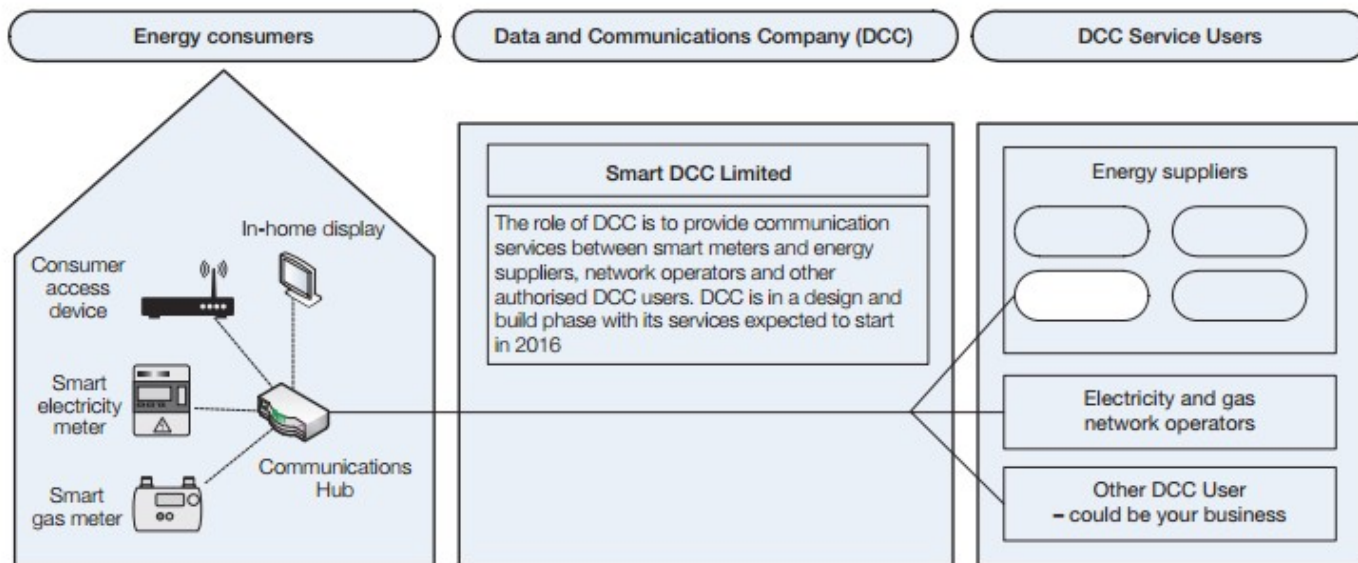 Energy consumers
Data and Communications Company (DCC)
DCC Service Users
In-home display
Consumer
access
device
Smart
electricity
meter
Communications
Hub
Smart
gas meter
Smart DCC Limited
The role of DCC is to provide communication
services between smart meters and energy
suppliers, network operators and other
authorised DCC users. DCC is in a design and
build phase with its services expected to start
in 2016
Energy suppliers
Electricity and gas
network operators
Other DCC User
– could be your business